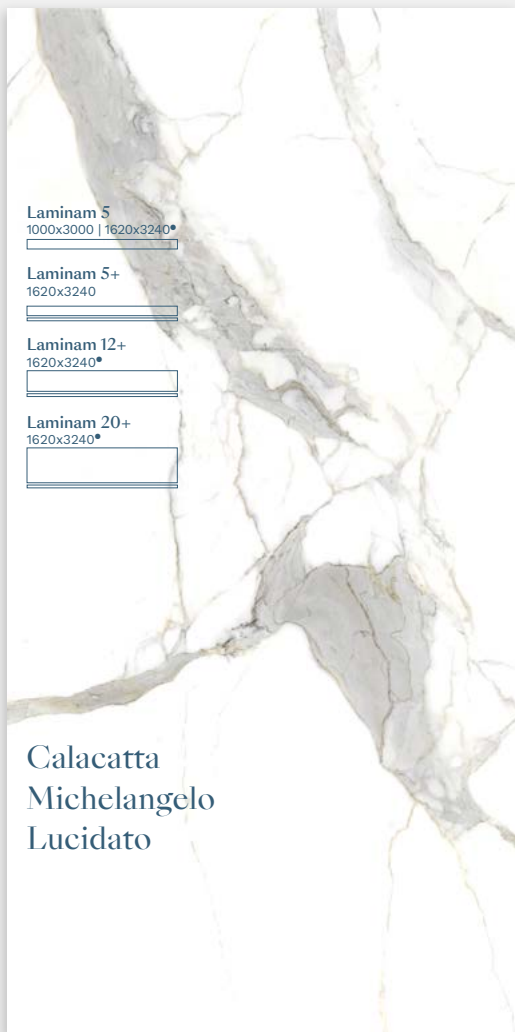 Laminam 5
1000x3000 | 1620x3240●
Laminam 5+
1620x3240
Laminam 12+
1620x3240●
Laminam 20+
1620x3240●
Calacatta
Michelangelo
Lucidato